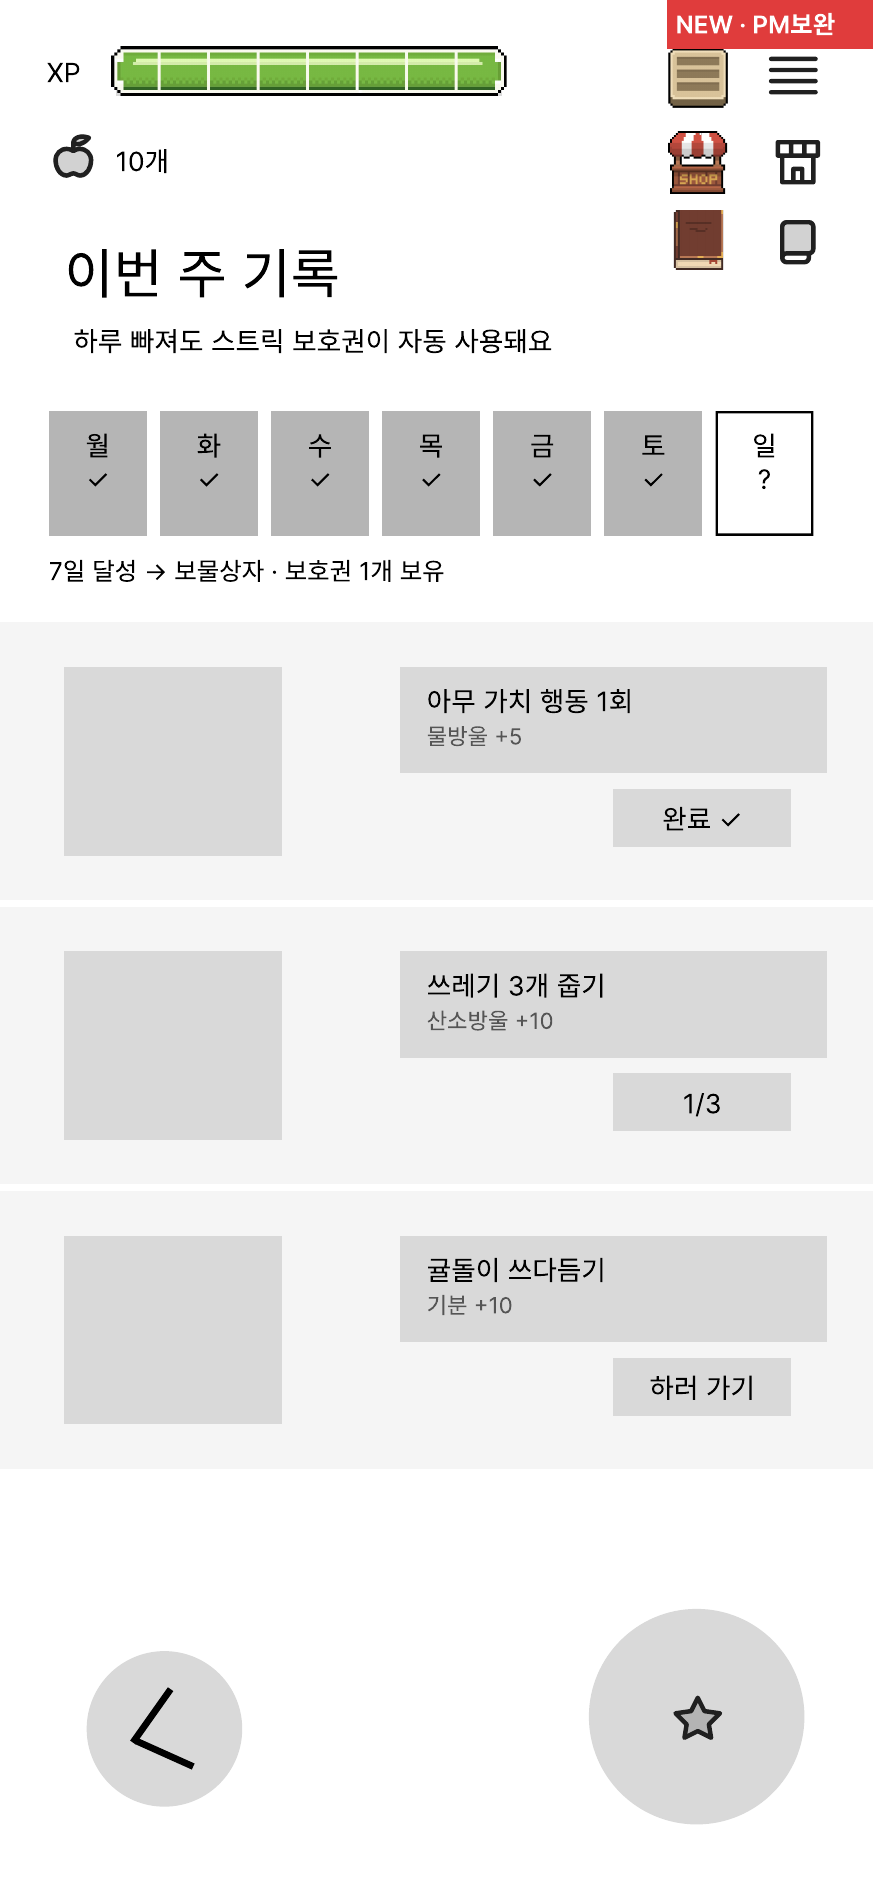 NEW · PM보완
XP
10개
SHOP
이번 주 기록
하루 빠져도 스트릭 보호권이 자동 사용돼요
월 화 수 목 금 토 일
✓ ✓ ✓ ✓ ✓ ✓ ?
7일 달성 → 보물상자 · 보호권 1개 보유
아무 가치 행동 1회
물방울 +5
완료 ✓
쓰레기 3개 줍기
산소방울 +10
1/3
귤돌이 쓰다듬기
기분 +10
하러 가기